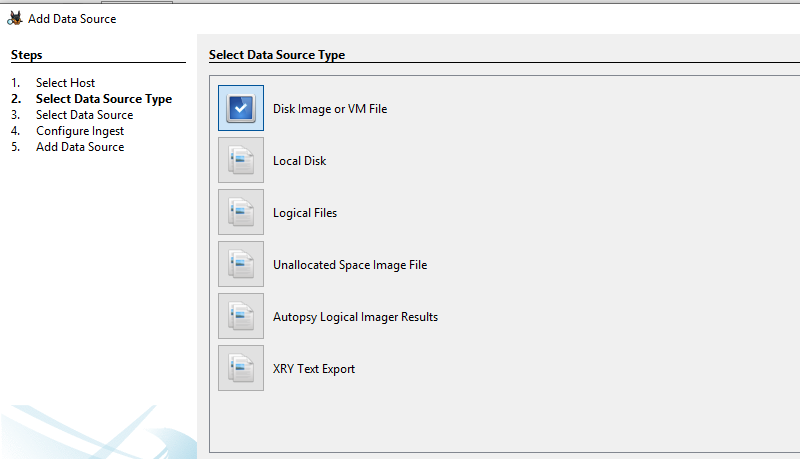 Add Data Source
Steps
1. Select Host
2. Select Data Source Type
3. Select Data Source
4. Configure Ingest
5. Add Data Source
Select Data Source Type
Disk Image or VM File
Local Disk
Logical Files
Unallocated Space Image File
Autopsy Logical Imager Results
XRY Text Export